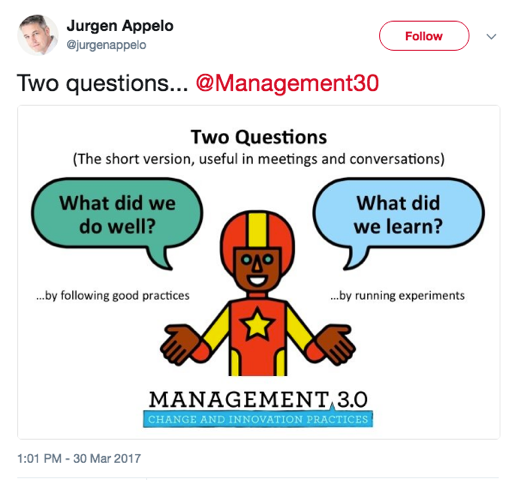 Jurgen Appelo
@jurgenappelo
Follow
Two questions... @Management30
Two Questions
(The short version, useful in meetings and conversations)
What did we
do well?
What did
we learn?
...by following good practices
...by running experiments
MANAGEMENT 3.0
CHANGE AND INNOVATION PRACTICES
1:01 PM - 30 Mar 2017